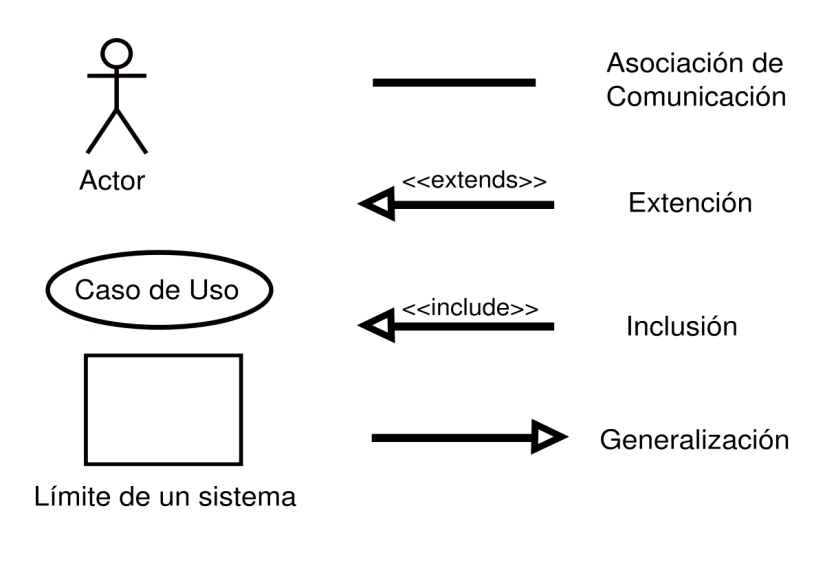 Asociación de
Comunicación
Actor
<<extends>>
Extención
Caso de Uso
<<include>>
Inclusión
Generalización
Límite de un sistema